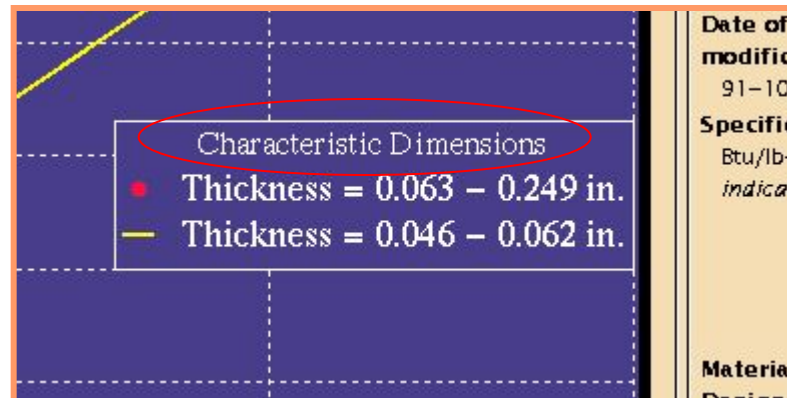 Characteristic Dimensions
Thickness = 0.063 – 0.249 in.
Thickness = 0.046 – 0.062 in.
Date of
modific
91–10
Specific
Btu/lb-
indica
Materia